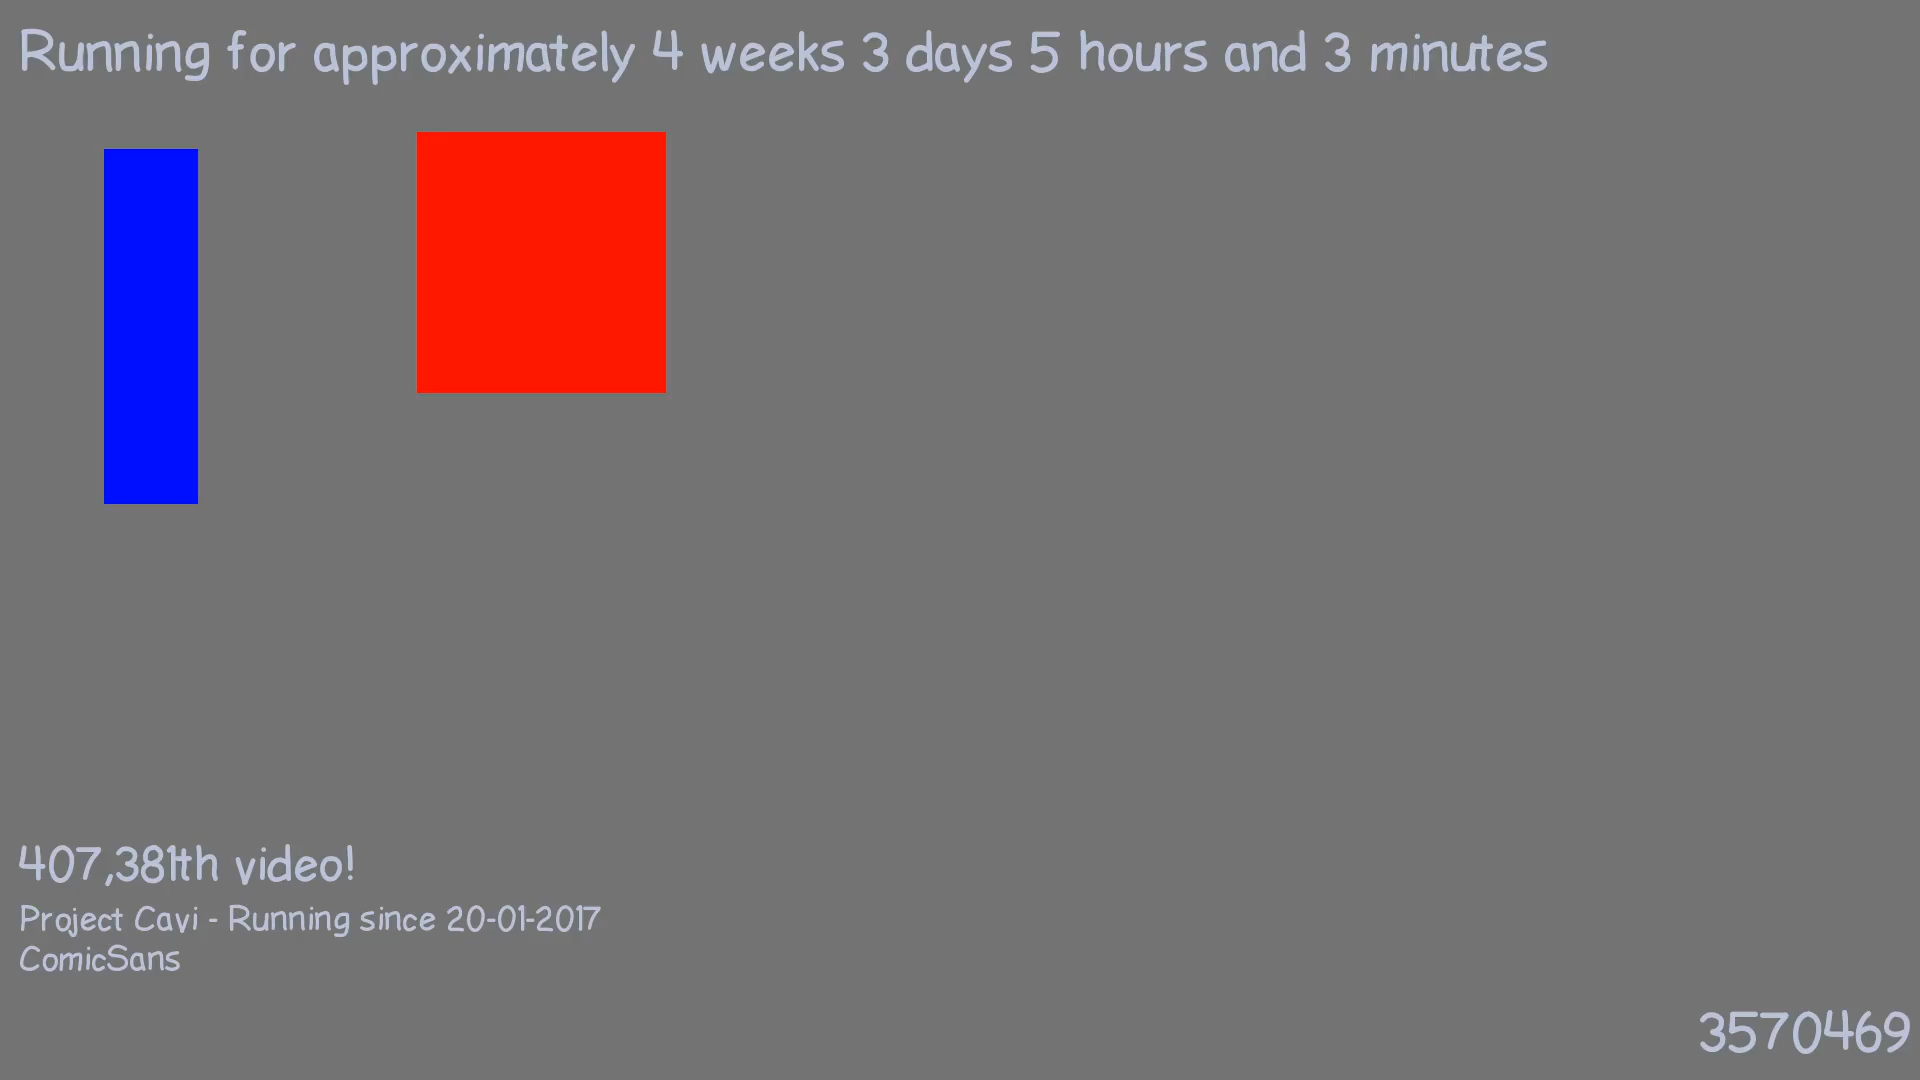 Running for approximately 4 weeks 3 days 5 hours and 3 minutes
407,381th video!
Project Cavi - Running since 20-01-2017
ComicSans
3570469